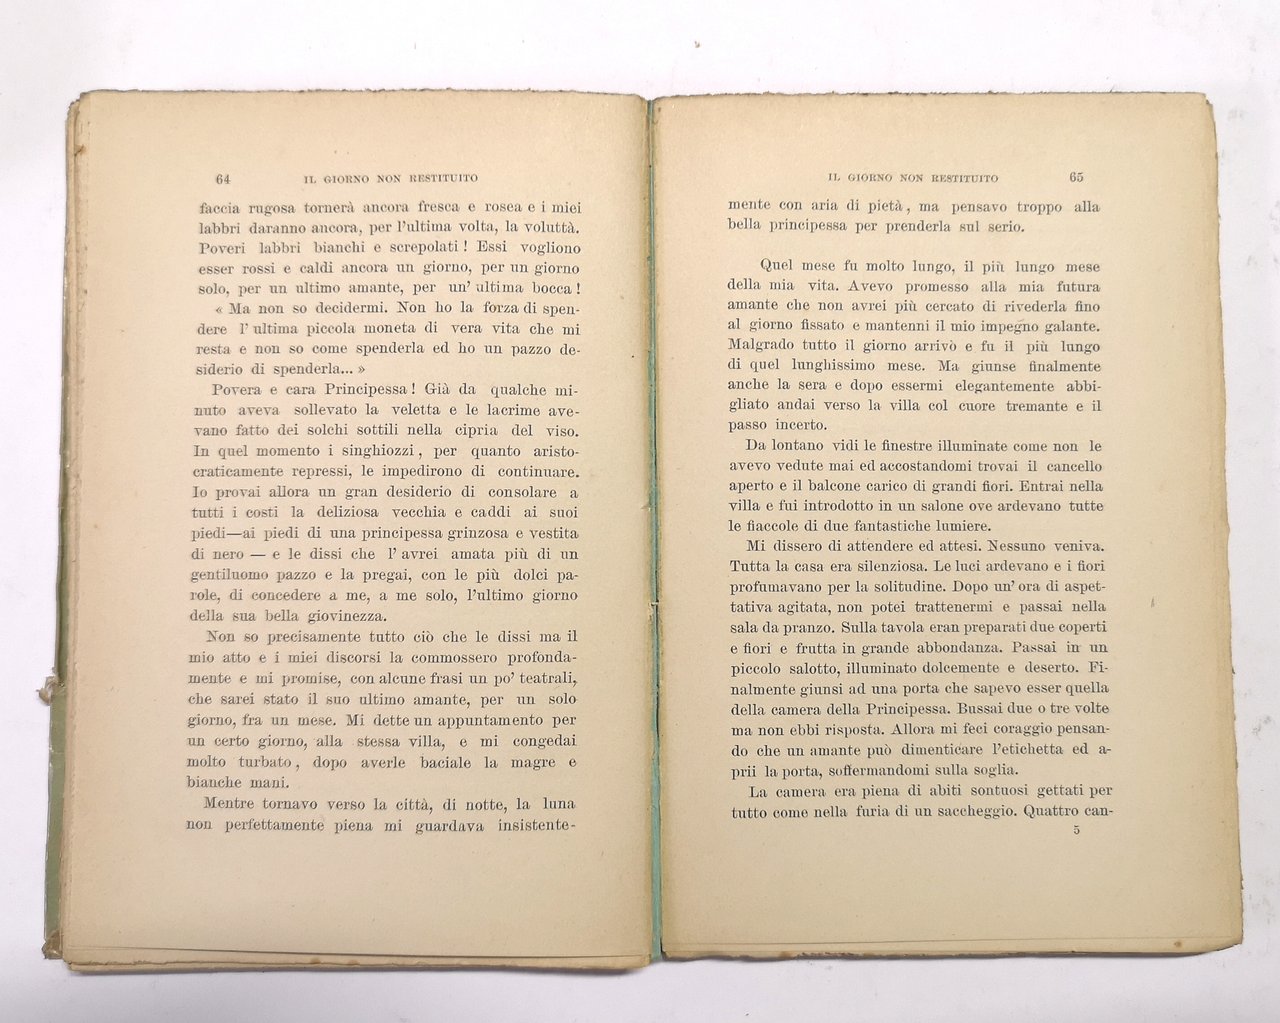 64 IL GIORNO NON RESTITUITO
faccia rugosa tornerà ancora fresca e rosea e i miei
labbri daranno ancora, per l'ultima volta, la voluttà.
Poveri labbri bianchi e screpolati! Essi vogliono
esser rossi e caldi ancora un giorno, per un giorno
solo, per un ultimo amante, per un' ultima bocca!
« Ma non so decidermi. Non ho la forza di spen-
dere l' ultima piccola moneta di vera vita che mi
resta e non so come spenderla ed ho un pazzo de-
siderio di spenderla... »
Povera e cara Principessa! Già da qualche mi-
nuto aveva sollevato la veletta e le lacrime ave-
vano fatto dei solchi sottili nella cipria del viso.
In quel momento i singhiozzi, per quanto aristo-
craticamente repressi, le impedirono di continuare.
Io provai allora un gran desiderio di consolare a
tutti i costi la deliziosa vecchia e caddi ai suoi
piedi—ai piedi di una principessa grinzosa e vestita
di nero — e le dissi che l' avrei amata più di un
gentiluomo pazzo e la pregai, con le più dolci pa-
role, di concedere a me, a me solo, l'ultimo giorno
della sua bella giovinezza.
Non so precisamente tutto ciò che le dissi ma il
mio atto e i miei discorsi la commossero profonda-
mente e mi promise, con alcune frasi un po' teatrali,
che sarei stato il suo ultimo amante, per un solo
giorno, fra un mese. Mi dette un appuntamento per
un certo giorno, alla stessa villa, e mi congedai
molto turbato, dopo averle baciale la magre e
bianche mani.
Mentre tornavo verso la città, di notte, la luna
non perfettamente piena mi guardava insistente-
IL GIORNO NON RESTITUITO 65
mente con aria di pietà, ma pensavo troppo alla
bella principessa per prenderla sul serio.
Quel mese fu molto lungo, il più lungo mese
della mia vita. Avevo promesso alla mia futura
amante che non avrei più cercato di rivederla fino
al giorno fissato e mantenni il mio impegno galante.
Malgrado tutto il giorno arrivò e fu il più lungo
di quel lunghissimo mese. Ma giunse finalmente
anche la sera e dopo essermi elegantemente abbi-
gliato andai verso la villa col cuore tremante e il
passo incerto.
Da lontano vidi le finestre illuminate come non le
avevo vedute mai ed accostandomi trovai il cancello
aperto e il balcone carico di grandi fiori. Entrai nella
villa e fui introdotto in un salone ove ardevano tutte
le fiaccole di due fantastiche lumiere.
Mi dissero di attendere ed attesi. Nessuno veniva.
Tutta la casa era silenziosa. Le luci ardevano e i fiori
profumavano per la solitudine. Dopo un' ora di aspet-
tativa agitata, non potei trattenermi e passai nella
sala da pranzo. Sulla tavola eran preparati due coperti
e fiori e frutta in grande abbondanza. Passai in un
piccolo salotto, illuminato dolcemente e deserto. Fi-
nalmente giunsi ad una porta che sapevo esser quella
della camera della Principessa. Bussai due o tre volte
ma non ebbi risposta. Allora mi feci coraggio pensan-
do che un amante può dimenticare l'etichetta ed a-
prii la porta, soffermandomi sulla soglia.
La camera era piena di abiti sontuosi gettati per
tutto come nella furia di un saccheggio. Quattro can-
5